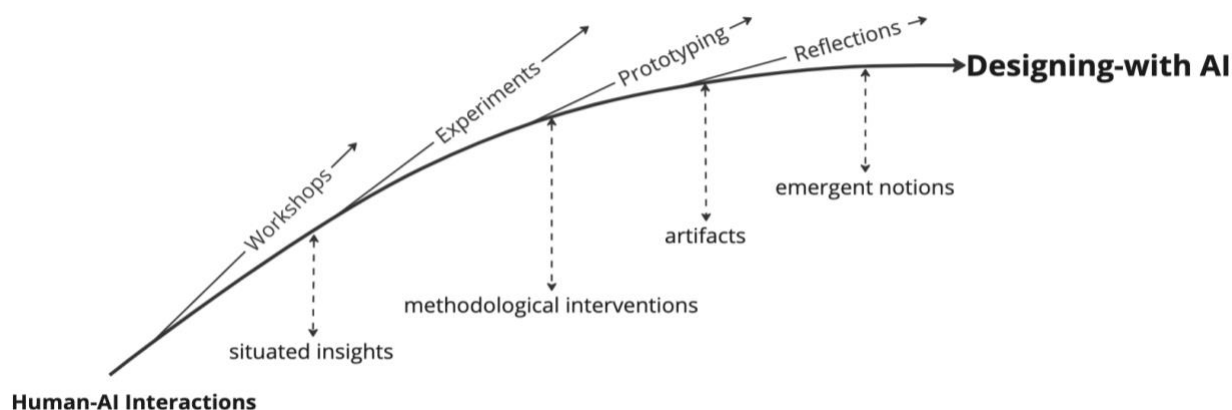 Workshops
Experiments
Prototyping
Reflections
Designing-with AI
emergent notions
artifacts
methodological interventions
situated insights
Human-AI Interactions